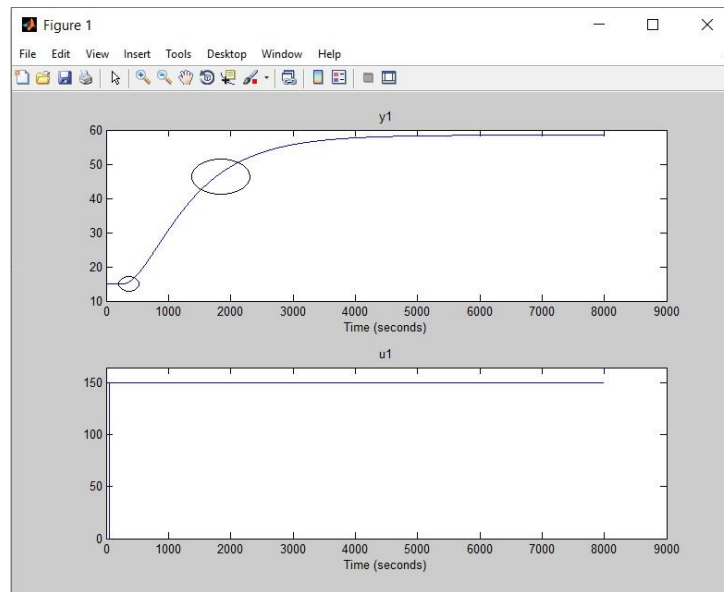 Figure 1
File Edit View Insert Tools Desktop Window Help
y1
60
50
40
30
20
10
0 1000 2000 3000 4000 5000 6000 7000 8000 9000
Time (seconds)
u1
150
100
50
0
0 1000 2000 3000 4000 5000 6000 7000 8000 9000
Time (seconds)